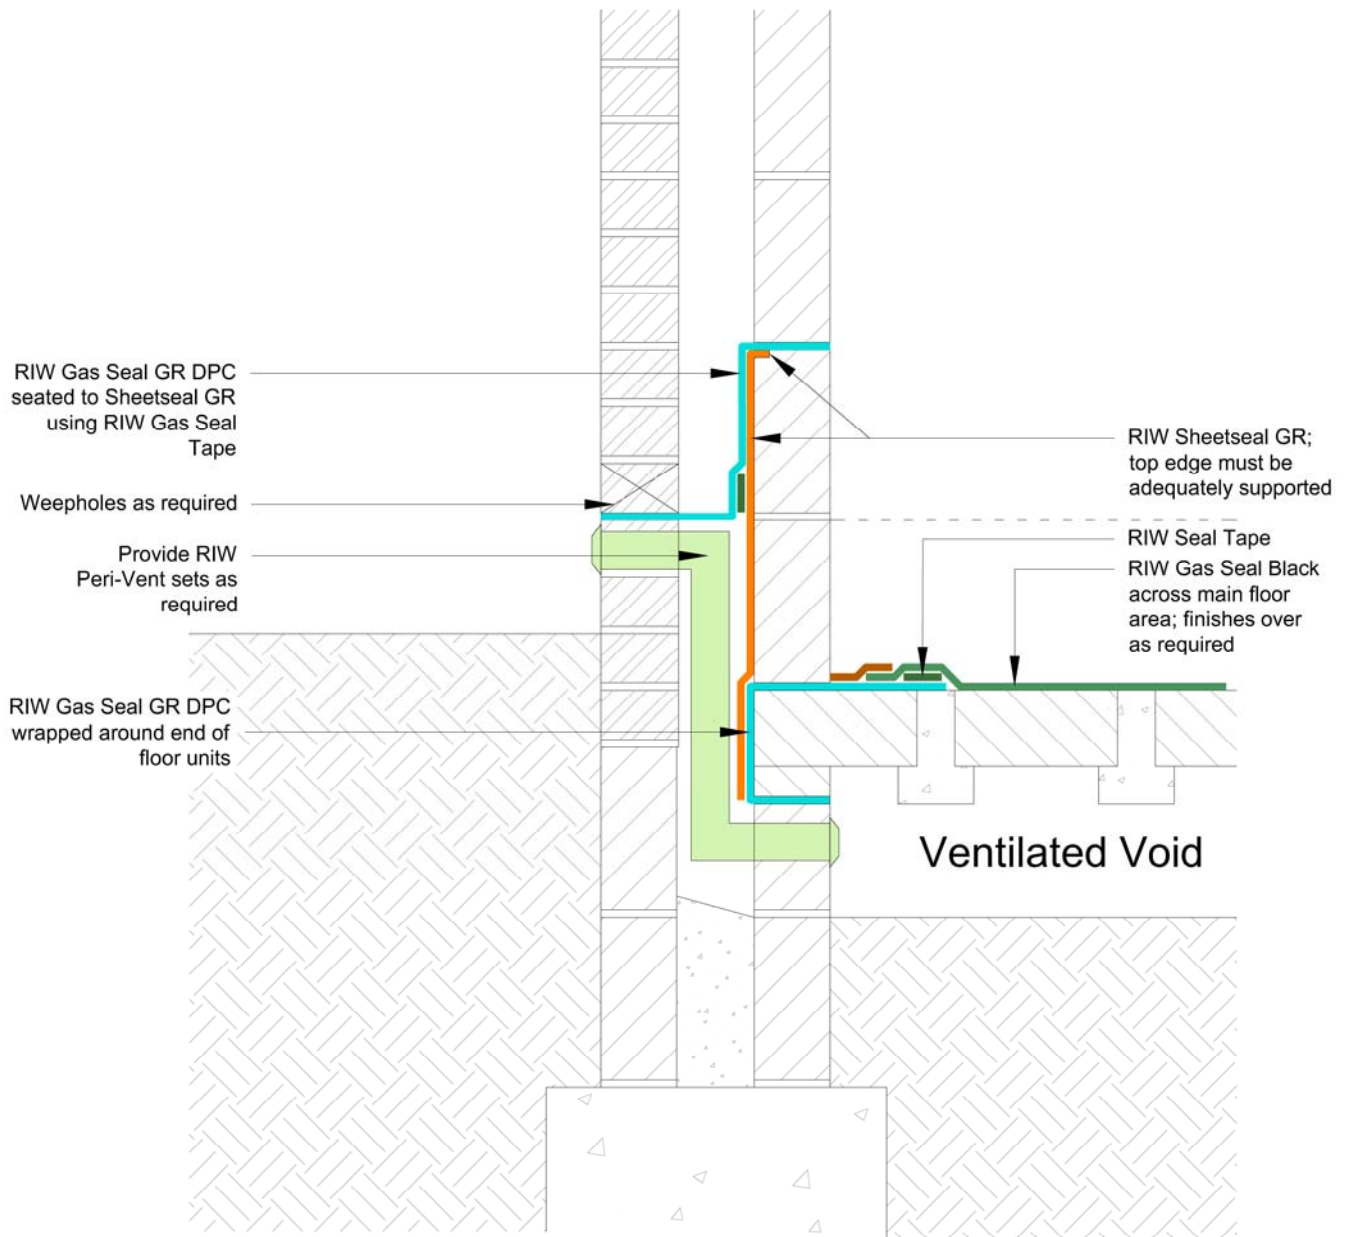 RIW Gas Seal GR DPC
seated to Sheetseal GR
using RIW Gas Seal
Tape
Weepholes as required
Provide RIW
Peri-Vent sets as
required
RIW Gas Seal GR DPC
wrapped around end of
floor units
RIW Sheetseal GR;
top edge must be
adequately supported
RIW Seal Tape
RIW Gas Seal Black
across main floor
area; finishes over
as required
Ventilated Void